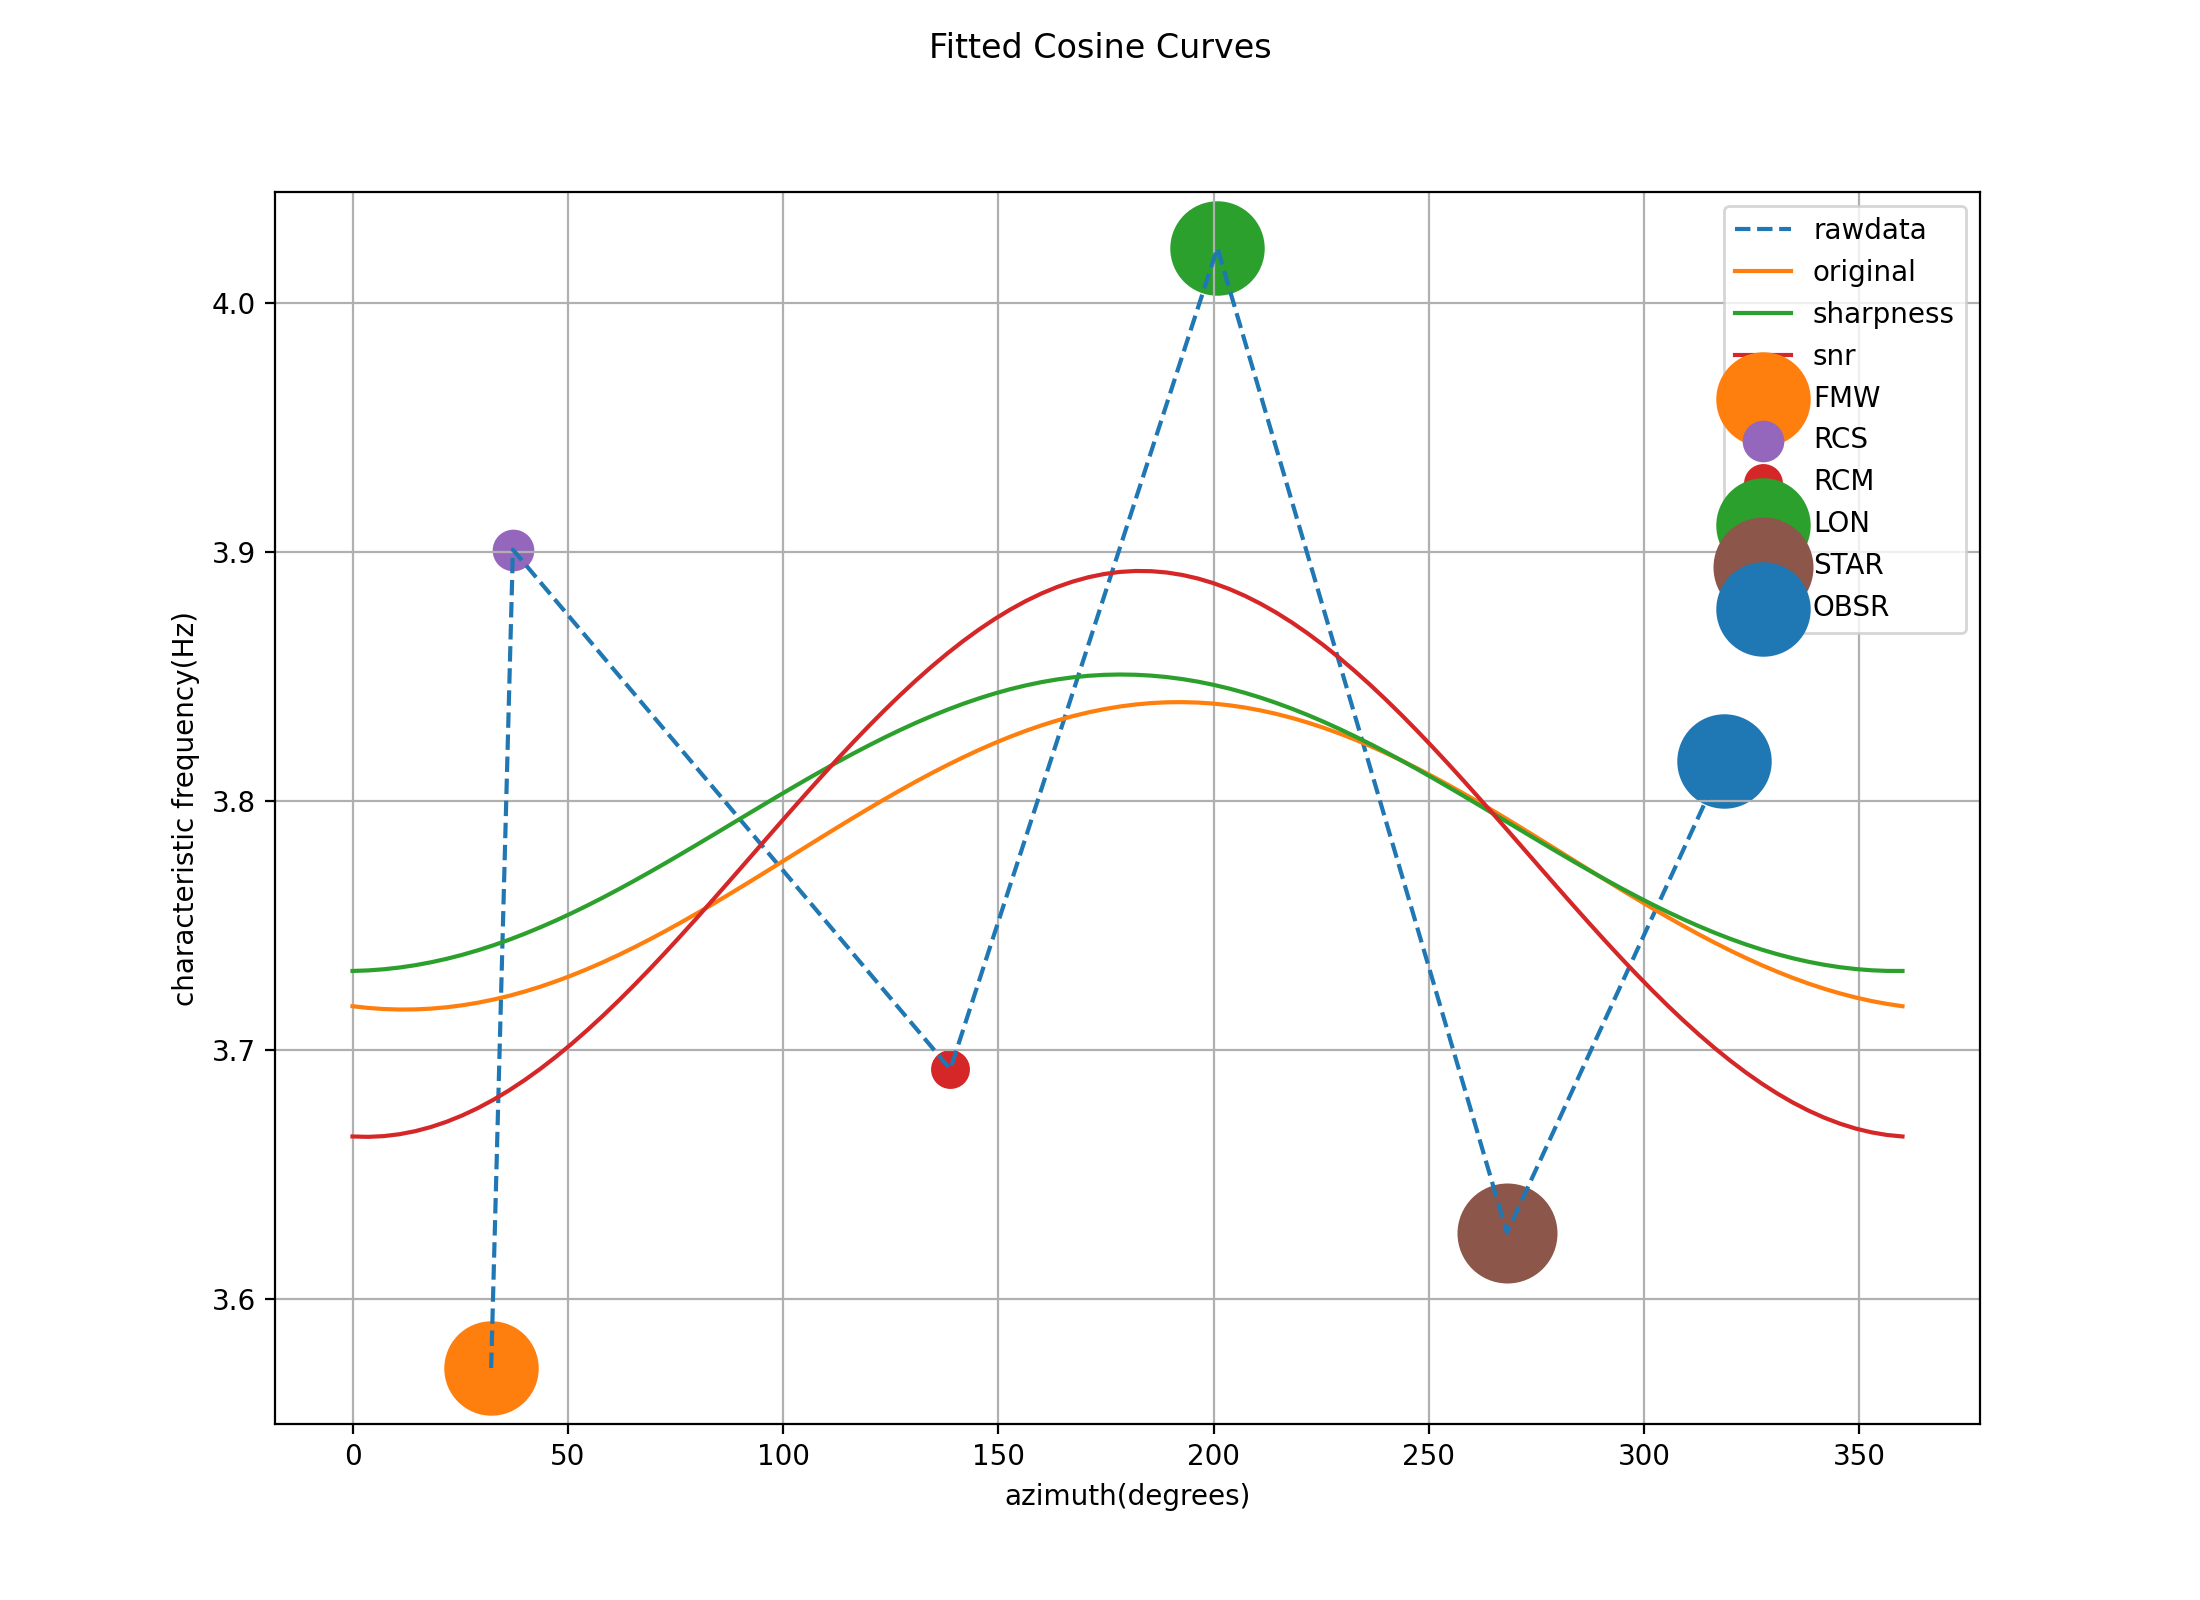 Fitted Cosine Curves
rawdata
original
sharpness
snr
FMW
RCS
RCM
LON
STAR
OBSR
4.0
3.9
3.8
3.7
3.6
characteristic frequency(Hz)
0 50 100 150 200 250 300 350
azimuth(degrees)